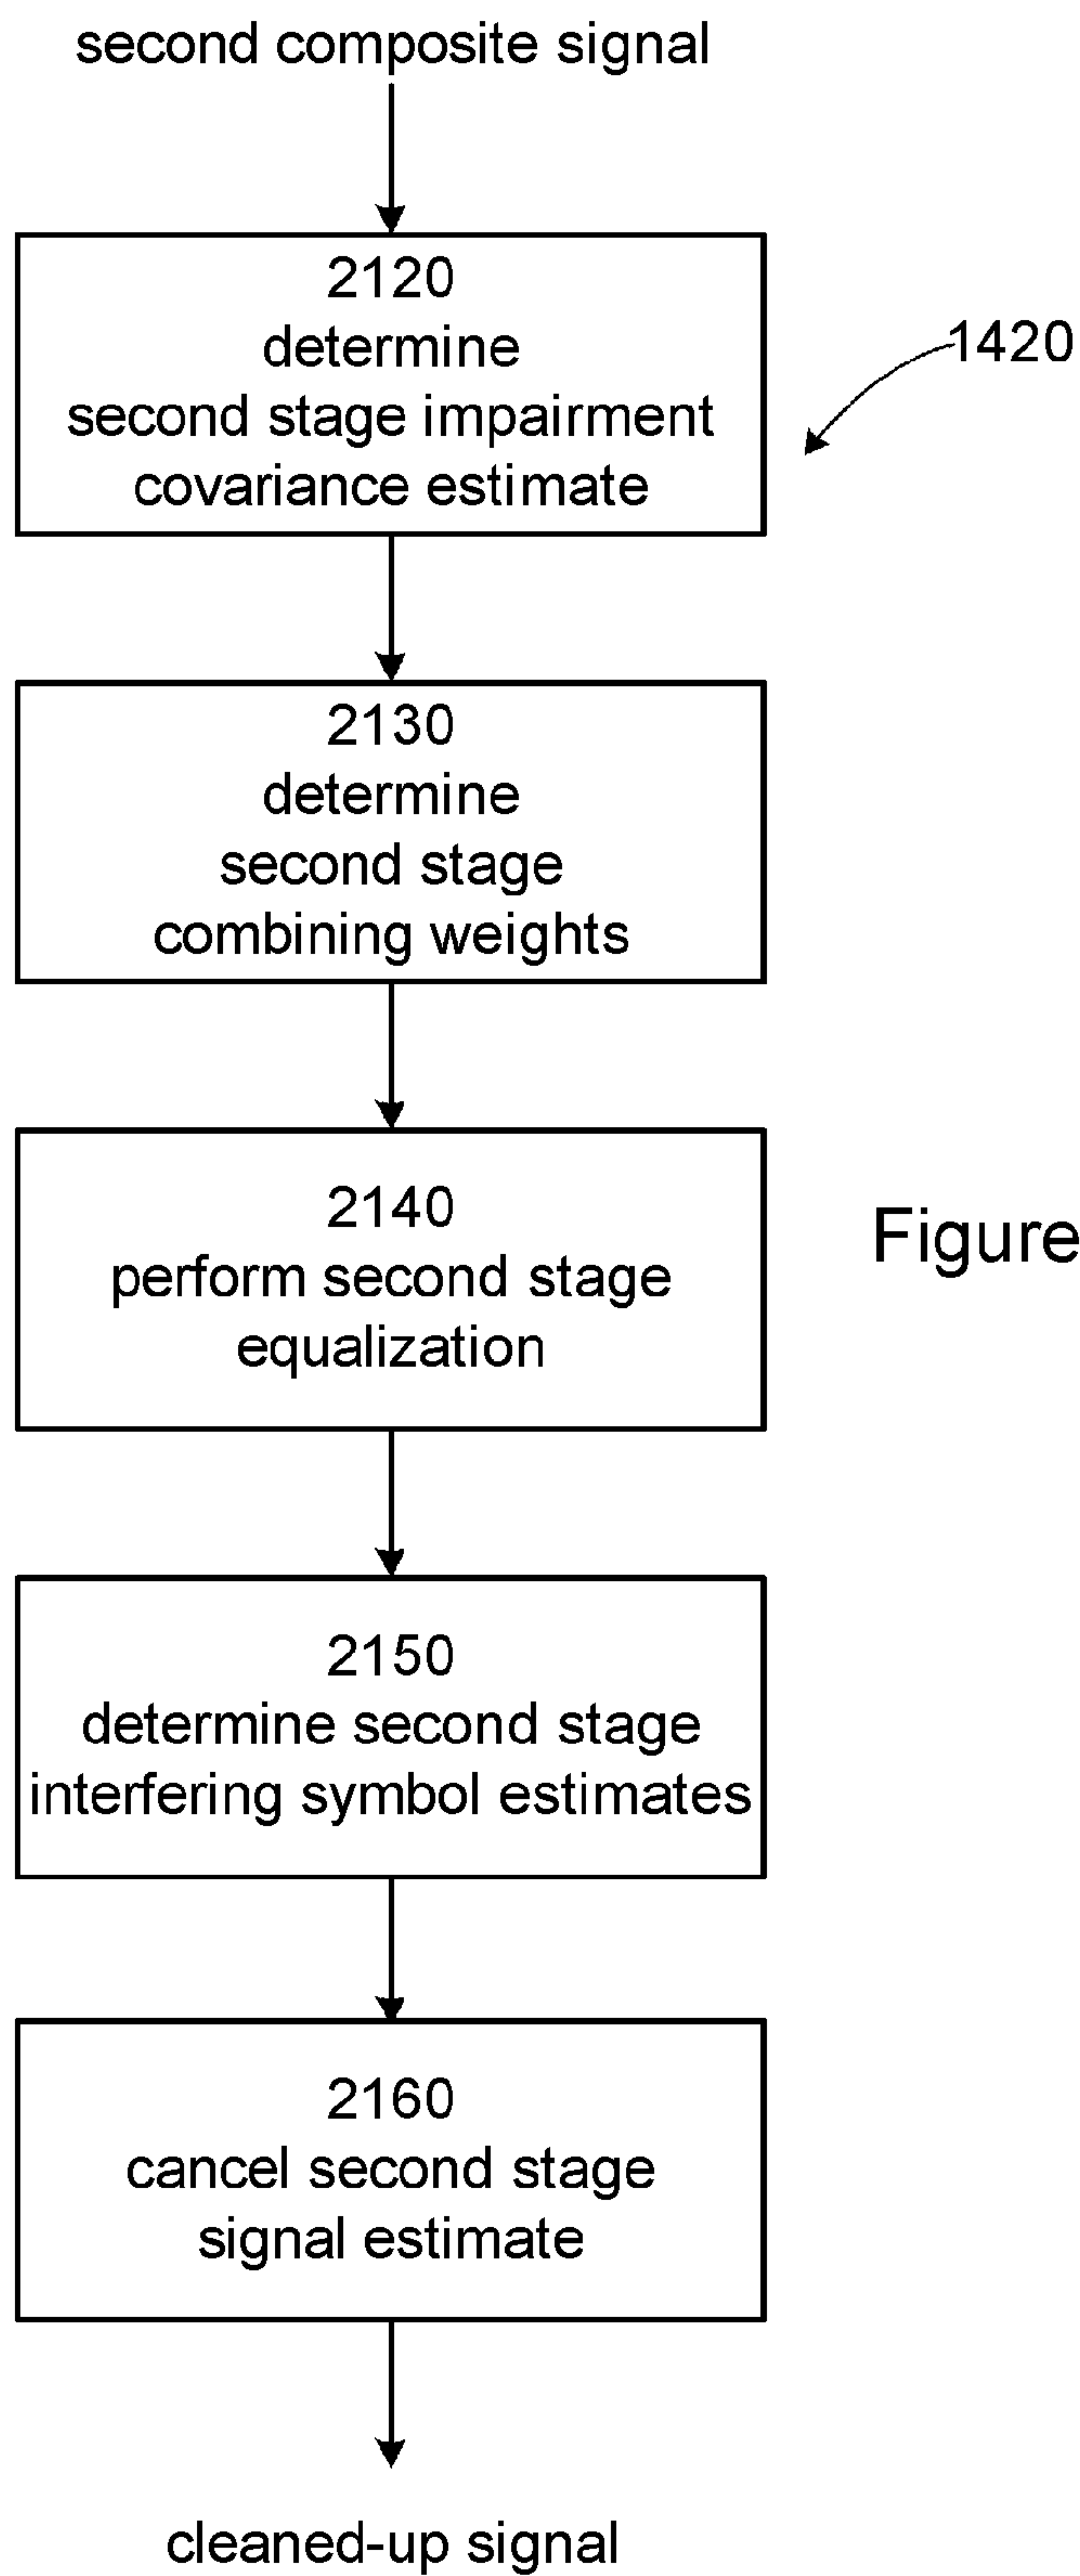 second composite signal
2120
determine
second stage impairment
covariance estimate
1420
2130
determine
second stage
combining weights
2140
perform second stage
equalization
Figure
2150
determine second stage
interfering symbol estimates
2160
cancel second stage
signal estimate
cleaned-up signal